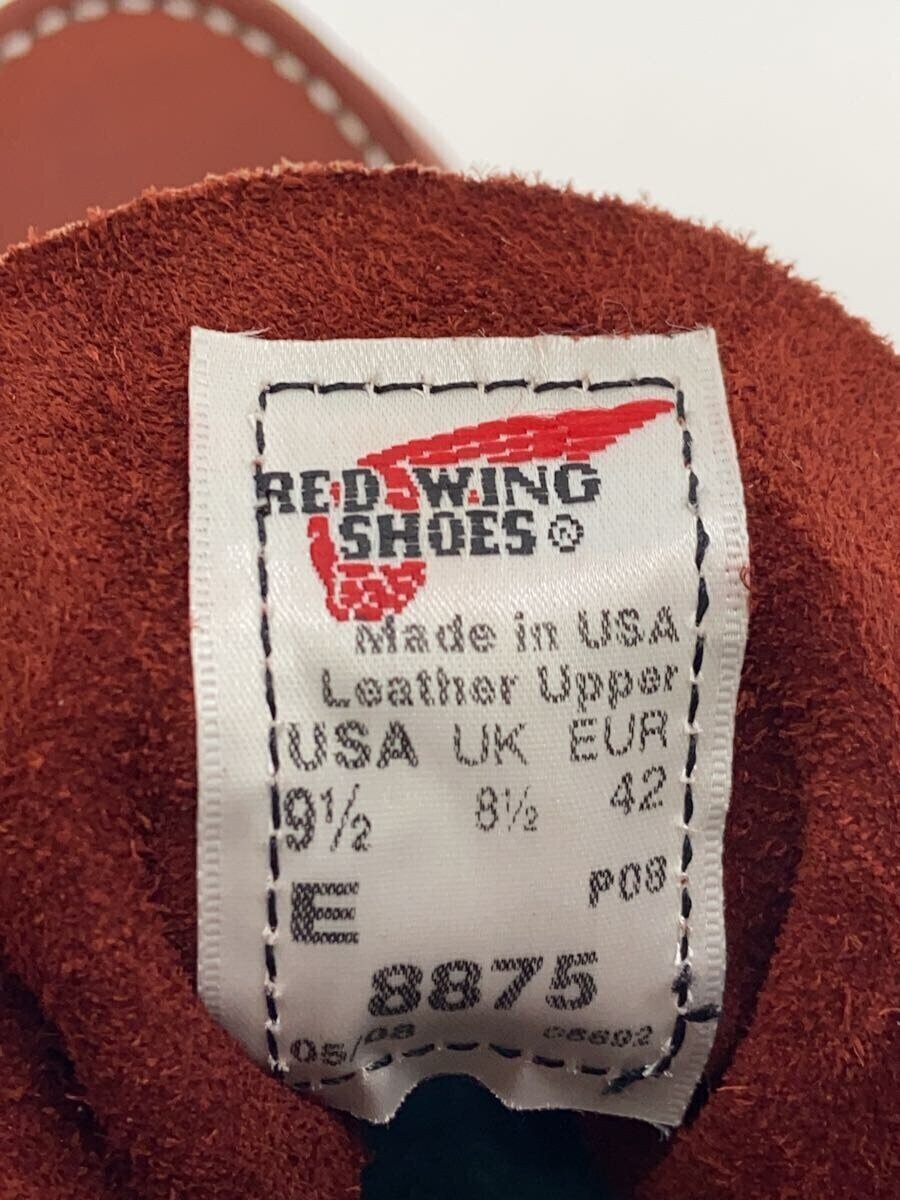 RED WING
SHOES®
Made in USA
Leather Upper
USA UK EUR
9½ 8½ 42
E P08
8875
05/08 06692